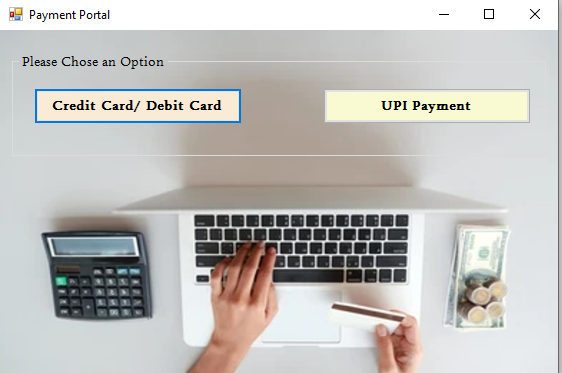 Payment Portal
Please Chose an Option
Credit Card/ Debit Card
UPI Payment